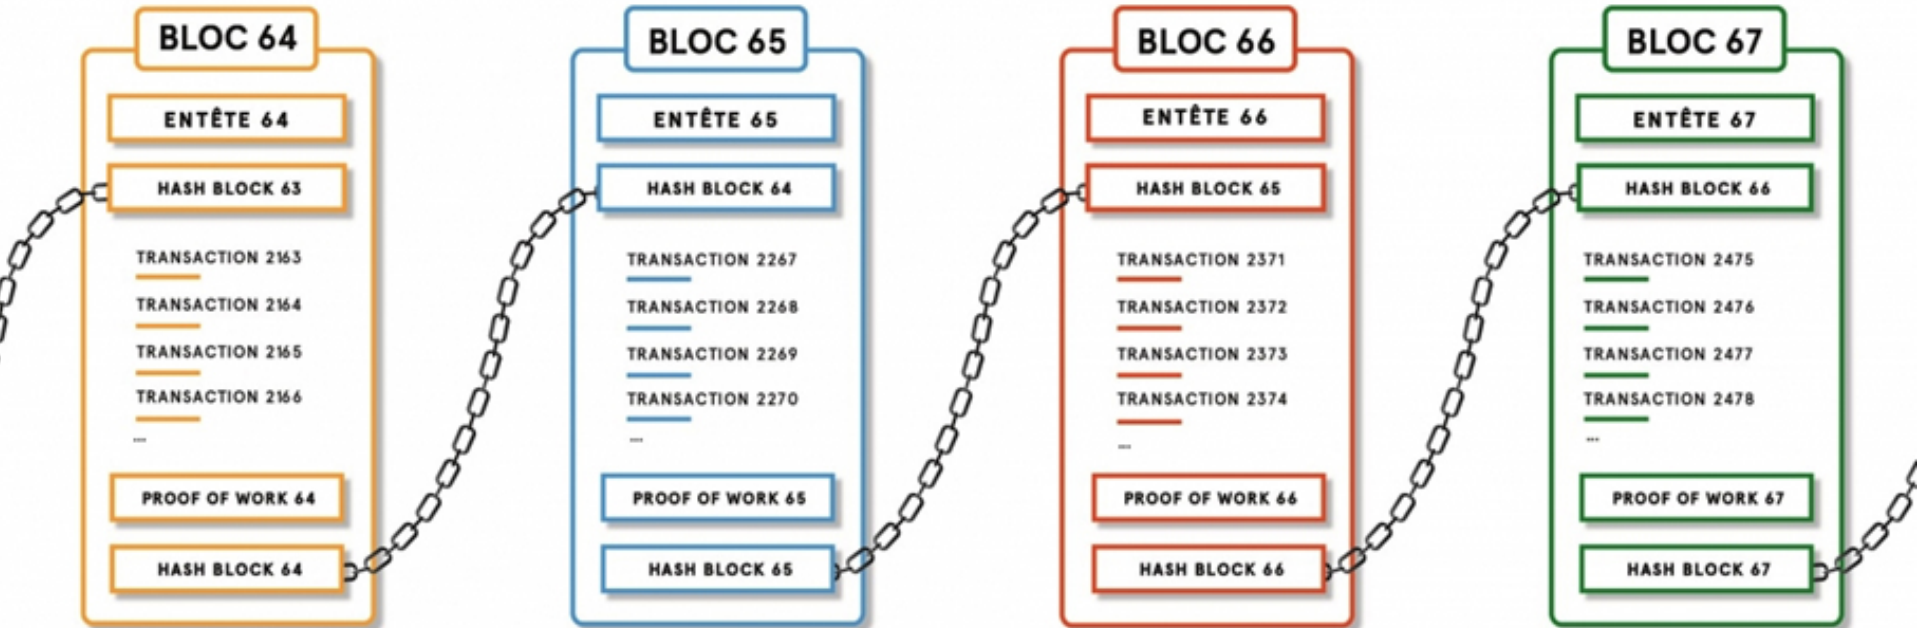 BLOC 64
ENTÊTE 64
HASH BLOCK 63
TRANSACTION 2163
TRANSACTION 2164
TRANSACTION 2165
TRANSACTION 2166
...
PROOF OF WORK 64
HASH BLOCK 64
BLOC 65
ENTÊTE 65
HASH BLOCK 64
TRANSACTION 2267
TRANSACTION 2268
TRANSACTION 2269
TRANSACTION 2270
...
PROOF OF WORK 65
HASH BLOCK 65
BLOC 66
ENTÊTE 66
HASH BLOCK 65
TRANSACTION 2371
TRANSACTION 2372
TRANSACTION 2373
TRANSACTION 2374
...
PROOF OF WORK 66
HASH BLOCK 66
BLOC 67
ENTÊTE 67
HASH BLOCK 66
TRANSACTION 2475
TRANSACTION 2476
TRANSACTION 2477
TRANSACTION 2478
...
PROOF OF WORK 67
HASH BLOCK 67